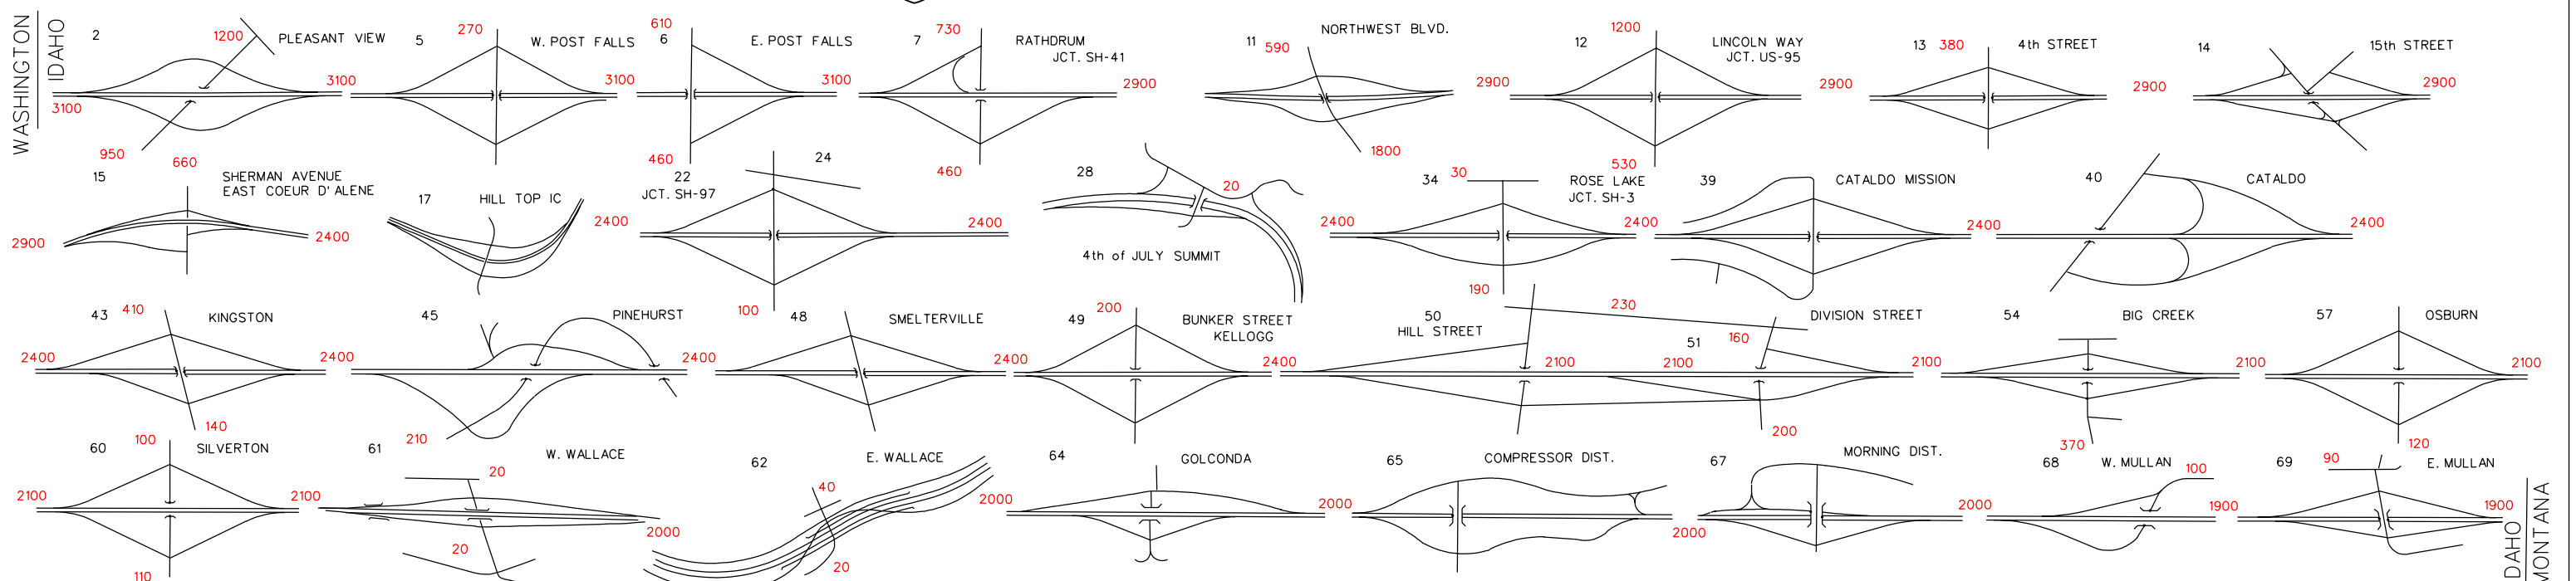 WASHINGTON
IDAHO
2
1200
PLEASANT VIEW
3100
3100
950
5
270
W. POST FALLS
3100
610
6
E. POST FALLS
3100
460
7
730
RATHDRUM
JCT. SH-41
2900
460
11
590
NORTHWEST BLVD.
2900
1800
12
1200
LINCOLN WAY
JCT. US-95
2900
530
13
380
4th STREET
2900
14
15th STREET
2900
15
660
SHERMAN AVENUE
EAST COEUR D'ALENE
2900
2400
17
HILL TOP IC
2400
22
JCT. SH-97
24
2400
100
28
20
4th of JULY SUMMIT
2400
34
30
ROSE LAKE
JCT. SH-3
2400
190
39
CATALDO MISSION
2400
40
CATALDO
2400
43
410
KINGSTON
2400
2400
140
45
PINEHURST
2400
210
48
SMELTERVILLE
2400
49
200
BUNKER STREET
KELLOGG
2400
50
HILL STREET
230
2100
2100
51
160
DIVISION STREET
2100
200
54
BIG CREEK
2100
370
57
OSBURN
2100
120
60
100
SILVERTON
2100
2100
110
61
W. WALLACE
20
20
2000
62
E. WALLACE
40
20
2000
64
GOLCONDA
2000
65
COMPRESSOR DIST.
2000
67
MORNING DIST.
2000
68
W. MULLAN
100
1900
69
90
E. MULLAN
1900
IDAHO
MONTANA